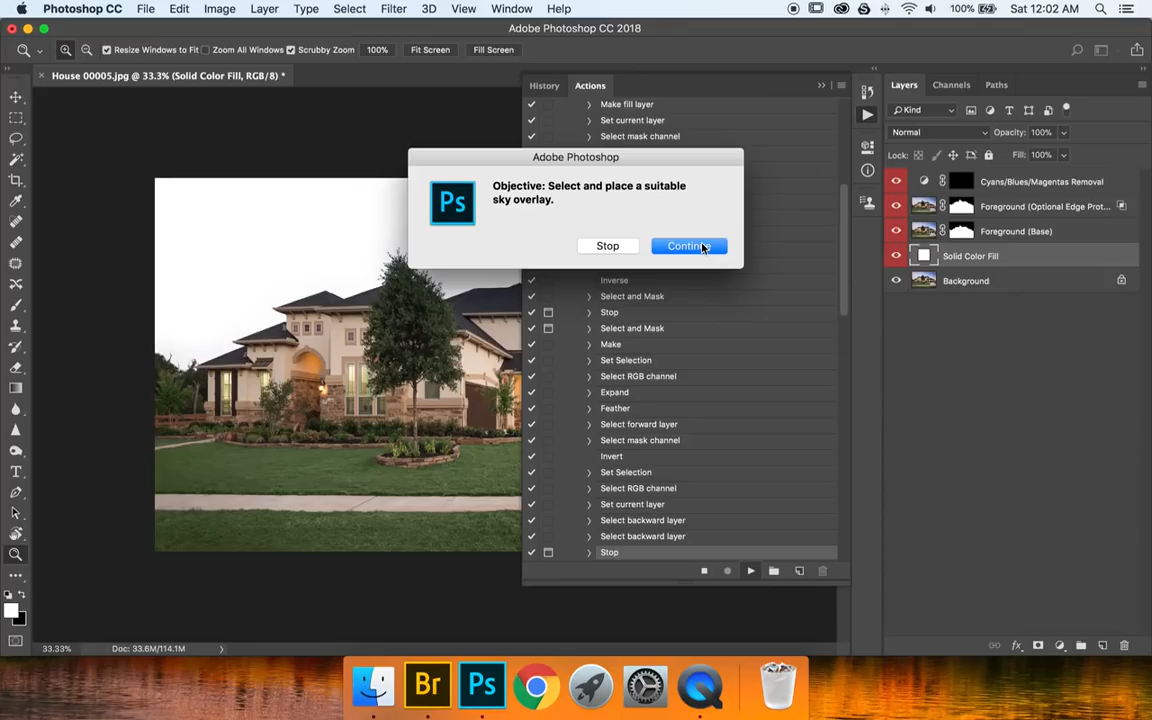 Photoshop CC File Edit Image Layer Type Select Filter 3D View Window Help 100% Sat 12:02 AM
Adobe Photoshop CC 2018
Resize Windows to Fit Zoom All Windows Scrubby Zoom 100% Fit Screen Fill Screen
House 00005.jpg @ 33.3% (Solid Color Fill, RGB/8) *
History Actions
Make fill layer
Set current layer
Select mask channel
Adobe Photoshop
Ps
Objective: Select and place a suitable
sky overlay.
Stop Continue
Inverse
Select and Mask
Stop
Select and Mask
Make
Set Selection
Select RGB channel
Expand
Feather
Select forward layer
Select mask channel
Invert
Set Selection
Select RGB channel
Set current layer
Select backward layer
Select backward layer
Stop
Layers Channels Paths
Kind
Normal Opacity: 100%
Lock: Fill: 100%
Cyans/Blues/Magentas Removal
Foreground (Optional Edge Prot...
Foreground (Base)
Solid Color Fill
Background
fx
33.33% Doc: 33.6M/114.1M
Br Ps